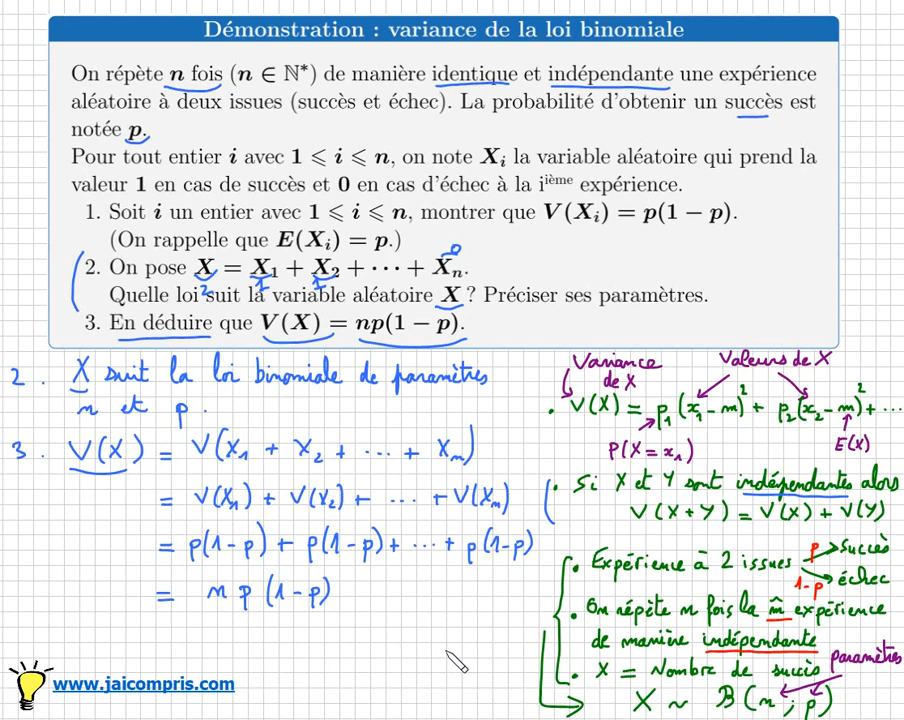 Démonstration : variance de la loi binomiale
On répète n fois (n ∈ ℕ*) de manière identique et indépendante une expérience
aléatoire à deux issues (succès et échec). La probabilité d'obtenir un succès est
notée p.
Pour tout entier i avec 1 ⩽ i ⩽ n, on note Xᵢ la variable aléatoire qui prend la
valeur 1 en cas de succès et 0 en cas d'échec à la iⁱᵉᵐᵉ expérience.
1. Soit i un entier avec 1 ⩽ i ⩽ n, montrer que V(Xᵢ) = p(1 − p).
(On rappelle que E(Xᵢ) = p.)
0
2. On pose X = X₁ + X₂ + ⋯ + Xₙ.
2 1 1
Quelle loi suit la variable aléatoire X ? Préciser ses paramètres.
3. En déduire que V(X) = np(1 − p).
2. X suit la loi binomiale de paramètres
n et p.
3. V(X) = V(X₁ + X₂ + ... + Xₙ)
= V(X₁) + V(X₂) + ... + V(Xₙ)
= p(1-p) + p(1-p) + ... + p(1-p)
= n p (1-p)
Variance
de X
Valeurs de X
. V(X) = p₁(x₁-m)² + p₂(x₂-m)² + ...
P(X = x₁)
E(X)
. Si X et Y sont indépendantes alors
V(X+Y) = V(X) + V(Y)
. Expérience à 2 issues
p succès
1-p échec
. On répète n fois la m̂ expérience
de manière indépendante
. X = Nombre de succès
paramètres
X ~ B(n ; p)
www.jaicompris.com